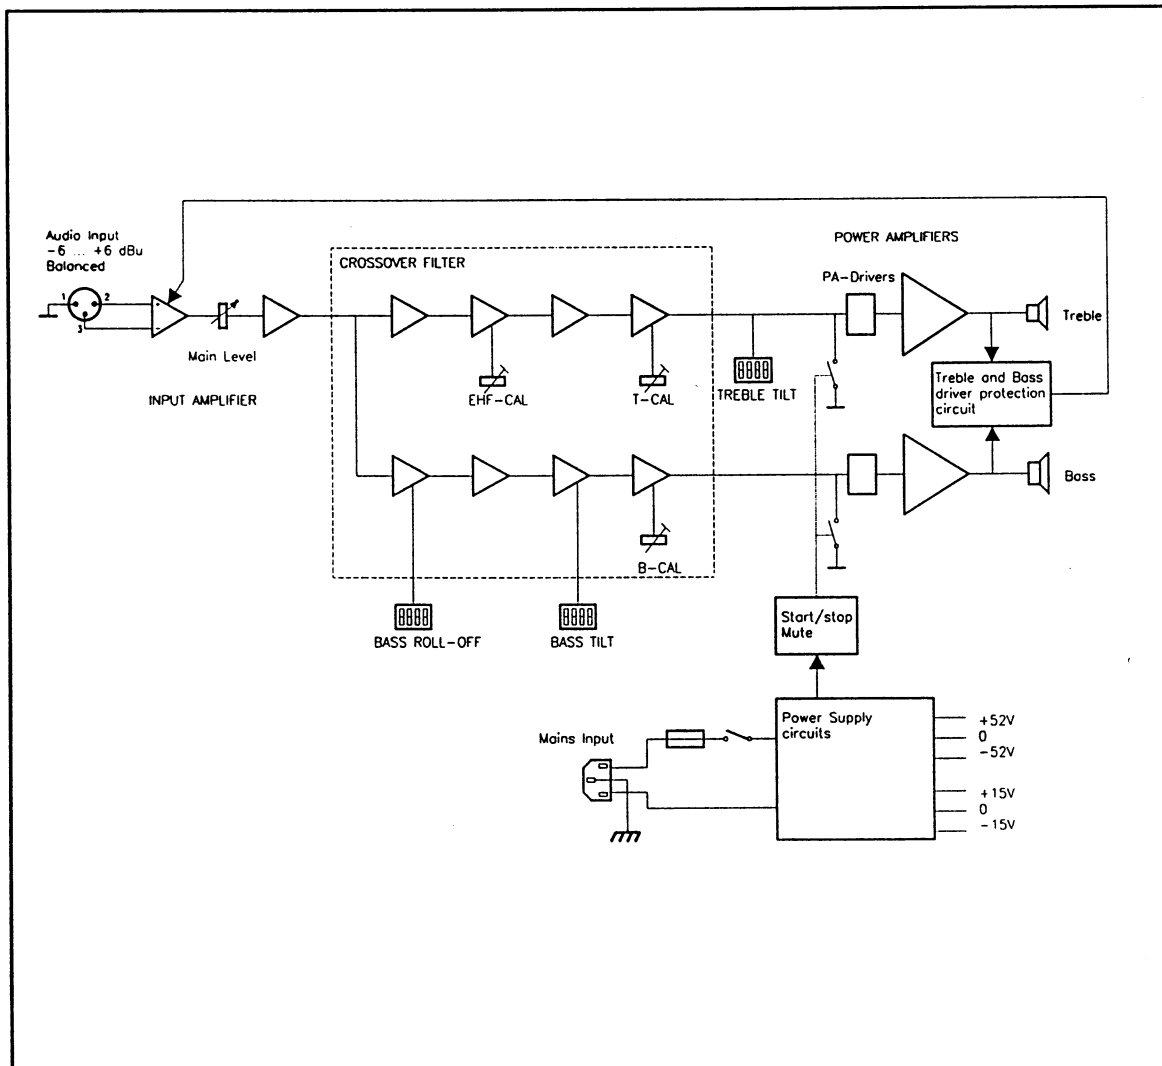 Audio Input
-6 ... +6 dBu
Balanced
1
2
3
Main Level
INPUT AMPLIFIER
CROSSOVER FILTER
EHF-CAL
T-CAL
TREBLE TILT
POWER AMPLIFIERS
PA-Drivers
Treble
Treble and Bass
driver protection
circuit
Bass
B-CAL
BASS ROLL-OFF
BASS TILT
Start/stop
Mute
Mains Input
Power Supply
circuits
+52V
0
-52V
+15V
0
-15V